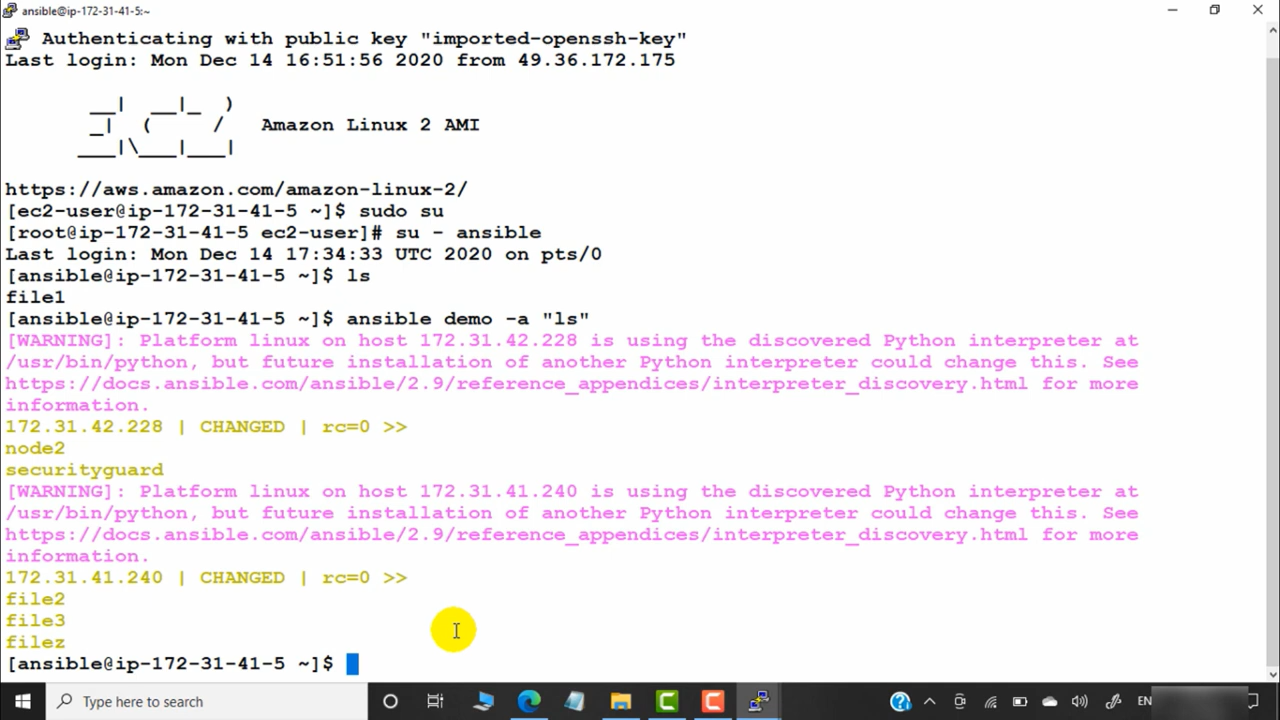 ansible@ip-172-31-41-5:~
Authenticating with public key "imported-openssh-key"
Last login: Mon Dec 14 16:51:56 2020 from 49.36.172.175
__|  __|_  )
_|  (     /
___|\___|___|
Amazon Linux 2 AMI
https://aws.amazon.com/amazon-linux-2/
[ec2-user@ip-172-31-41-5 ~]$ sudo su
[root@ip-172-31-41-5 ec2-user]# su - ansible
Last login: Mon Dec 14 17:34:33 UTC 2020 on pts/0
[ansible@ip-172-31-41-5 ~]$ ls
file1
[ansible@ip-172-31-41-5 ~]$ ansible demo -a "ls"
[WARNING]: Platform linux on host 172.31.42.228 is using the discovered Python interpreter at
/usr/bin/python, but future installation of another Python interpreter could change this. See
https://docs.ansible.com/ansible/2.9/reference_appendices/interpreter_discovery.html for more
information.
172.31.42.228 | CHANGED | rc=0 >>
node2
securityguard
[WARNING]: Platform linux on host 172.31.41.240 is using the discovered Python interpreter at
/usr/bin/python, but future installation of another Python interpreter could change this. See
https://docs.ansible.com/ansible/2.9/reference_appendices/interpreter_discovery.html for more
information.
172.31.41.240 | CHANGED | rc=0 >>
file2
file3
filez
[ansible@ip-172-31-41-5 ~]$
Type here to search
ENG